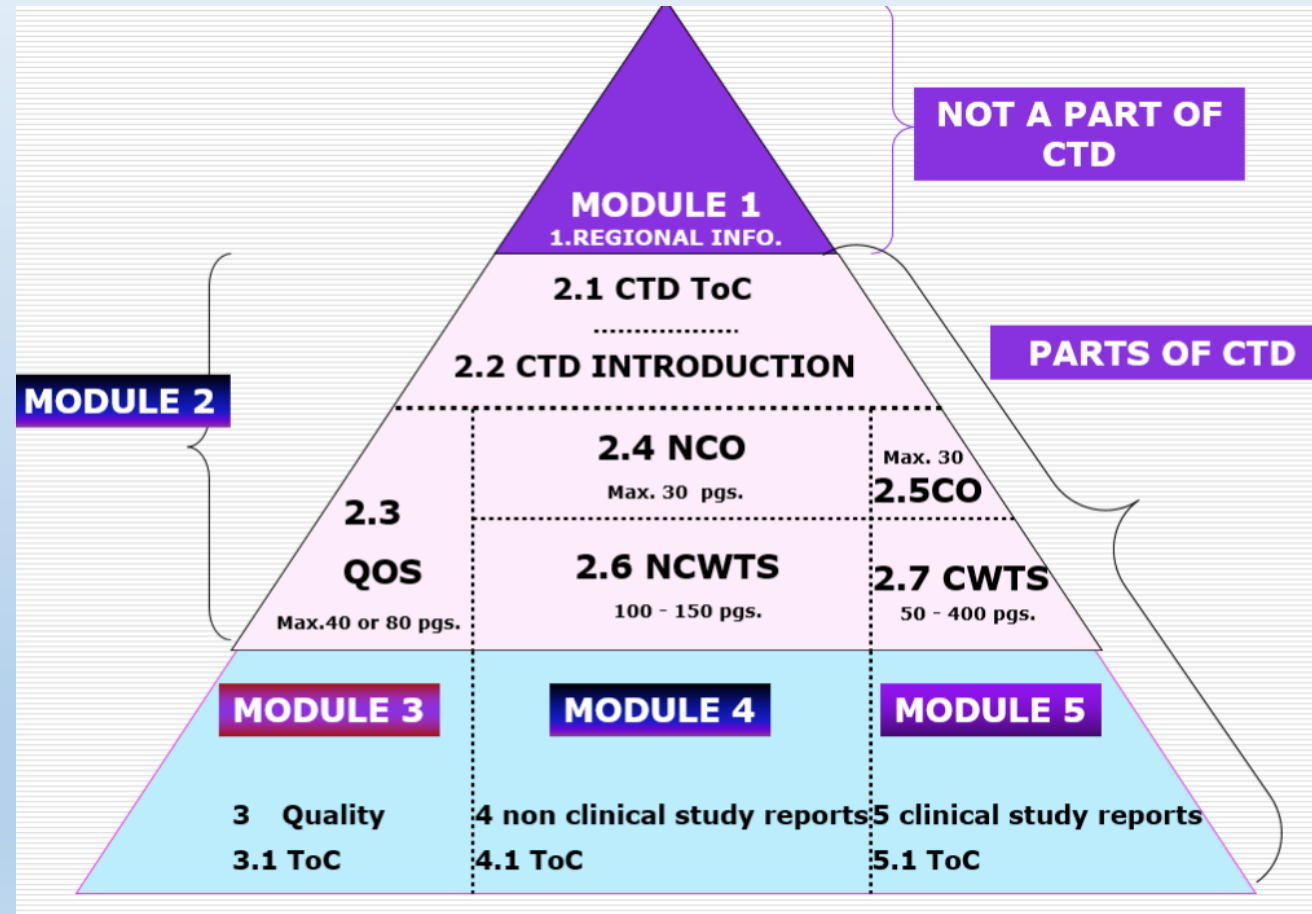 NOT A PART OF
CTD
MODULE 1
1.REGIONAL INFO.
2.1 CTD ToC
2.2 CTD INTRODUCTION
PARTS OF CTD
MODULE 2
2.3
QOS
Max.40 or 80 pgs.
2.4 NCO
Max. 30 pgs.
Max. 30
2.5CO
2.6 NCWTS
100 - 150 pgs.
2.7 CWTS
50 - 400 pgs.
MODULE 3
3 Quality
3.1 ToC
MODULE 4
4 non clinical study reports
4.1 ToC
MODULE 5
5 clinical study reports
5.1 ToC